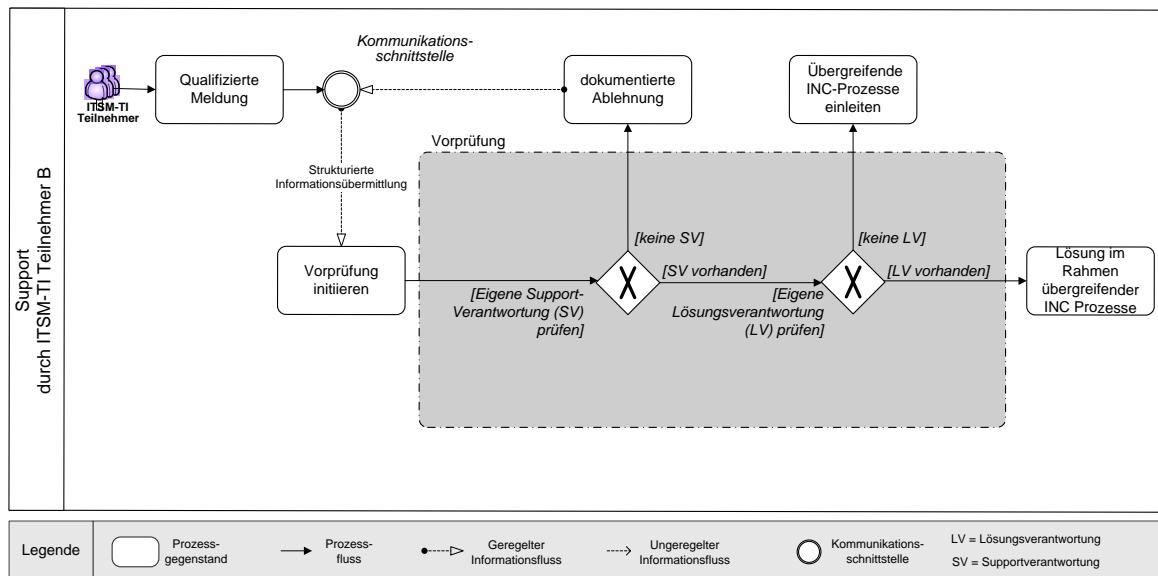 Support
durch ITSM-TI Teilnehmer B
ITSM-TI
Teilnehmer
Qualifizierte
Meldung
Kommunikations-
schnittstelle
dokumentierte
Ablehnung
Übergreifende
INC-Prozesse
einleiten
Vorprüfung
Strukturierte
Informationsübermittlung
Vorprüfung
initiieren
[Eigene Support-
Verantwortung (SV)
prüfen]
[keine SV]
[SV vorhanden]
[Eigene
Lösungsverantwortung
(LV) prüfen]
[keine LV]
[LV vorhanden]
Lösung im
Rahmen
übergreifender
INC Prozesse
Legende
Prozess-
gegenstand
Prozess-
fluss
Geregelter
Informationsfluss
Ungeregelter
Informationsfluss
Kommunikations-
schnittstelle
LV = Lösungsverantwortung
SV = Supportverantwortung